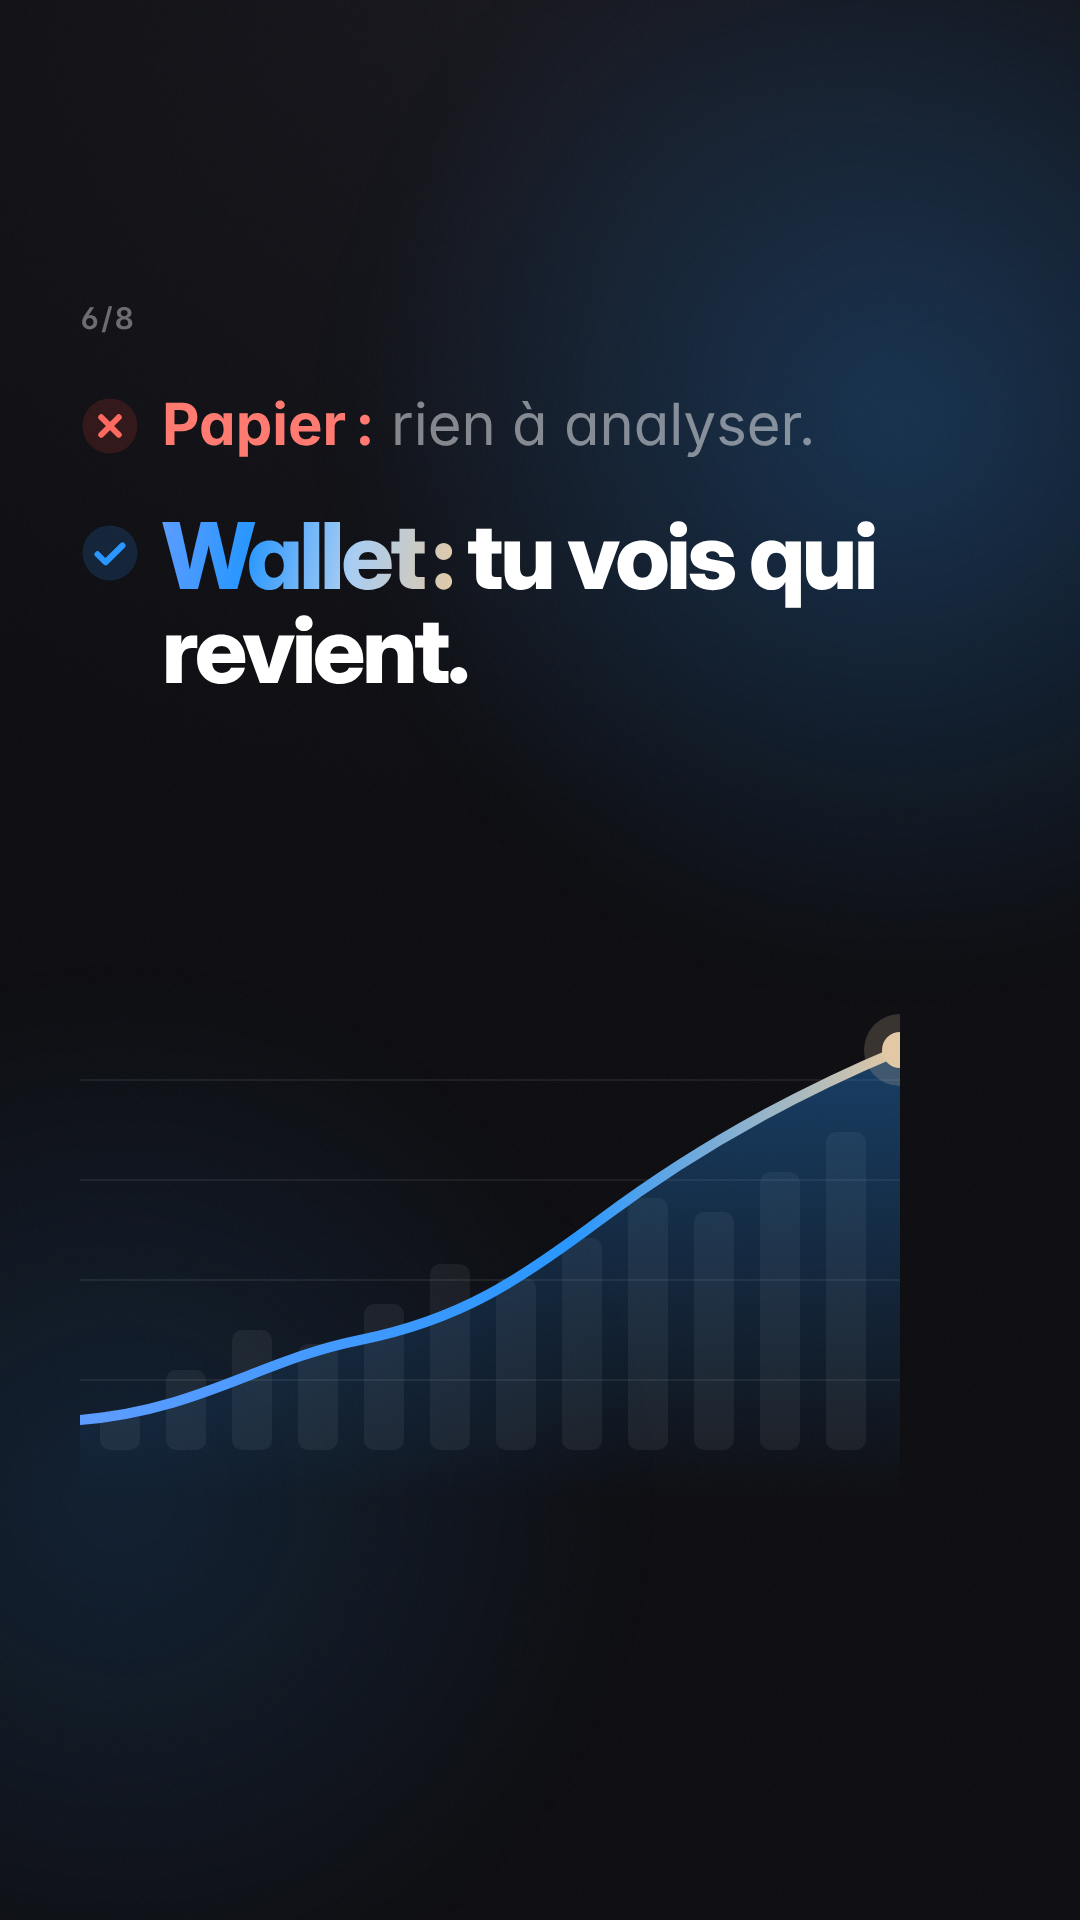 6/8
Papier : rien à analyser.
Wallet : tu vois qui
revient.